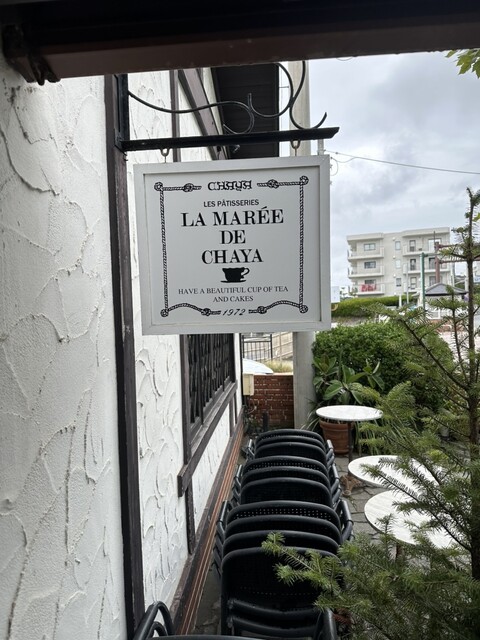 CHAYA
LES PÂTISSERIES
LA MARÉE
DE
CHAYA
HAVE A BEAUTIFUL CUP OF TEA
AND CAKES
1972